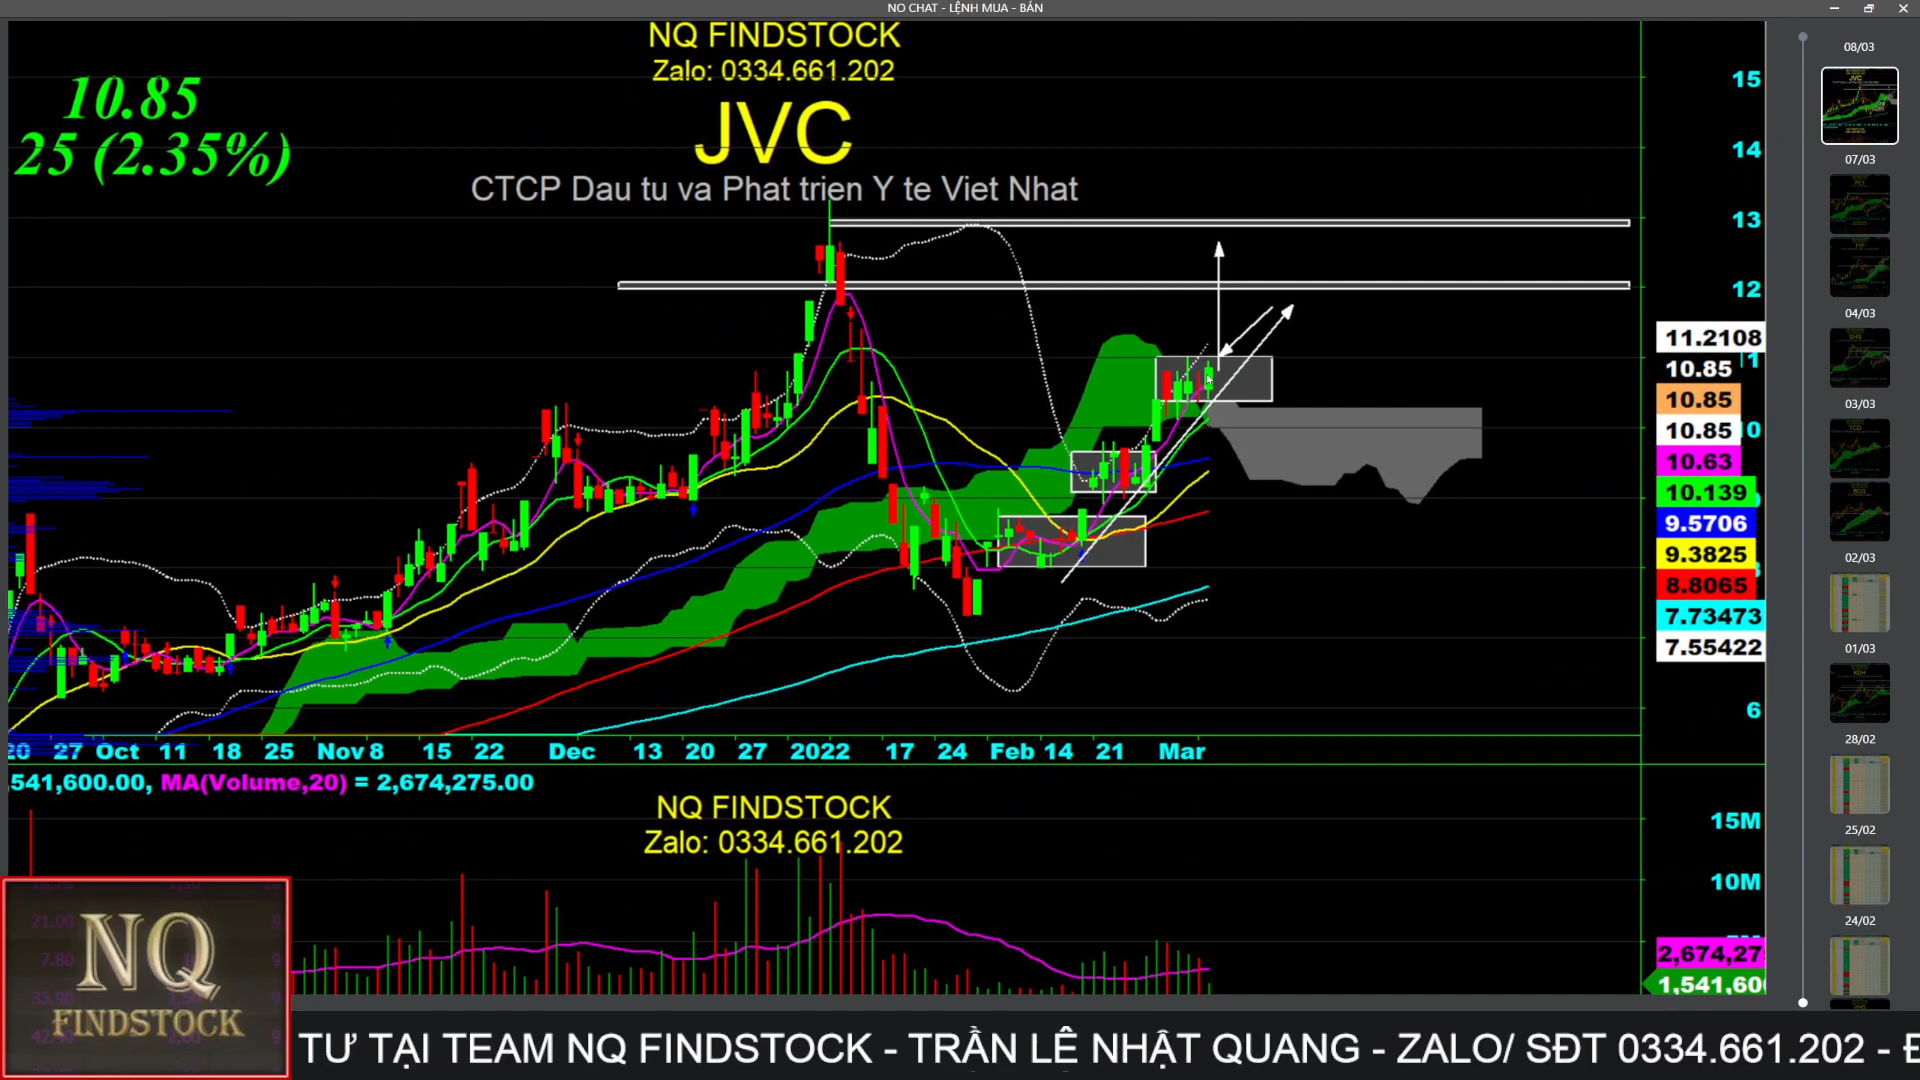 NO CHAT - LỆNH MUA - BÁN
NQ FINDSTOCK
Zalo: 0334.661.202
JVC
CTCP Dau tu va Phat trien Y te Viet Nhat
10.85
25 (2.35%)
15
14
13
12
11.2108
10.85
10.85
10.85
10.63
10.139
9.5706
9.3825
8.8065
7.73473
7.55422
6
20 27 Oct 11 18 25 Nov 8 15 22 Dec 13 20 27 2022 17 24 Feb 14 21 Mar
,541,600.00, MA(Volume,20) = 2,674,275.00
NQ FINDSTOCK
Zalo: 0334.661.202
15M
10M
2,674,27
1,541,60
NQ
FINDSTOCK
TƯ TẠI TEAM NQ FINDSTOCK - TRẦN LÊ NHẬT QUANG - ZALO/ SĐT 0334.661.202 - Đ
08/03
JVC
07/03
04/03
03/03
02/03
01/03
28/02
25/02
24/02